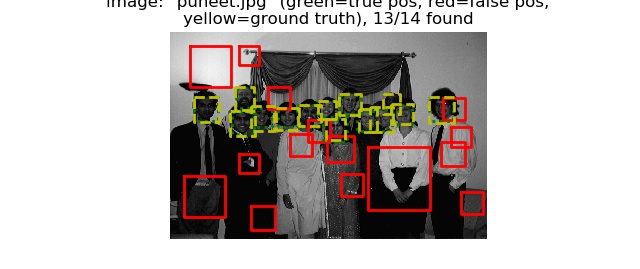 image: "puneet.jpg" (green=true pos, red=false pos,
yellow=ground truth), 13/14 found